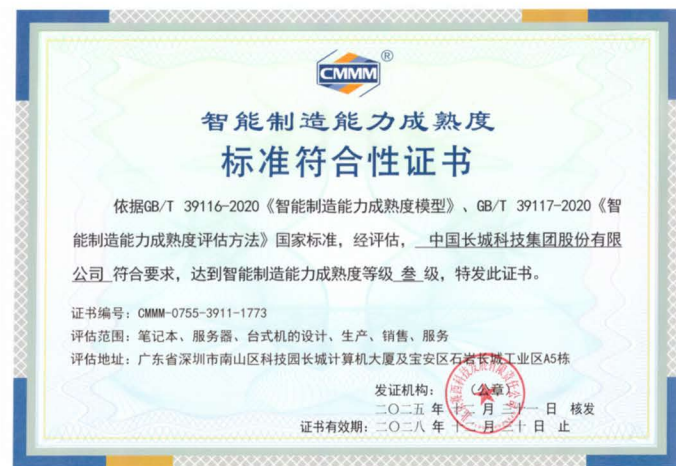 CMMM®
智能制造能力成熟度
标准符合性证书
依据GB/T 39116-2020《智能制造能力成熟度模型》、GB/T 39117-2020《智
能制造能力成熟度评估方法》国家标准，经评估，中国长城科技集团股份有限
公司 符合要求，达到智能制造能力成熟度等级 叁 级，特发此证书。
证书编号：CMMM-0755-3911-1773
评估范围：笔记本、服务器、台式机的设计、生产、销售、服务
评估地址：广东省深圳市南山区科技园长城计算机大厦及宝安区石岩长城工业区A5栋
发证机构：（公章）
二〇二五 年 十二 月 三十一 日 核发
证书有效期：二〇二八 年 十二 月 三十 日 止